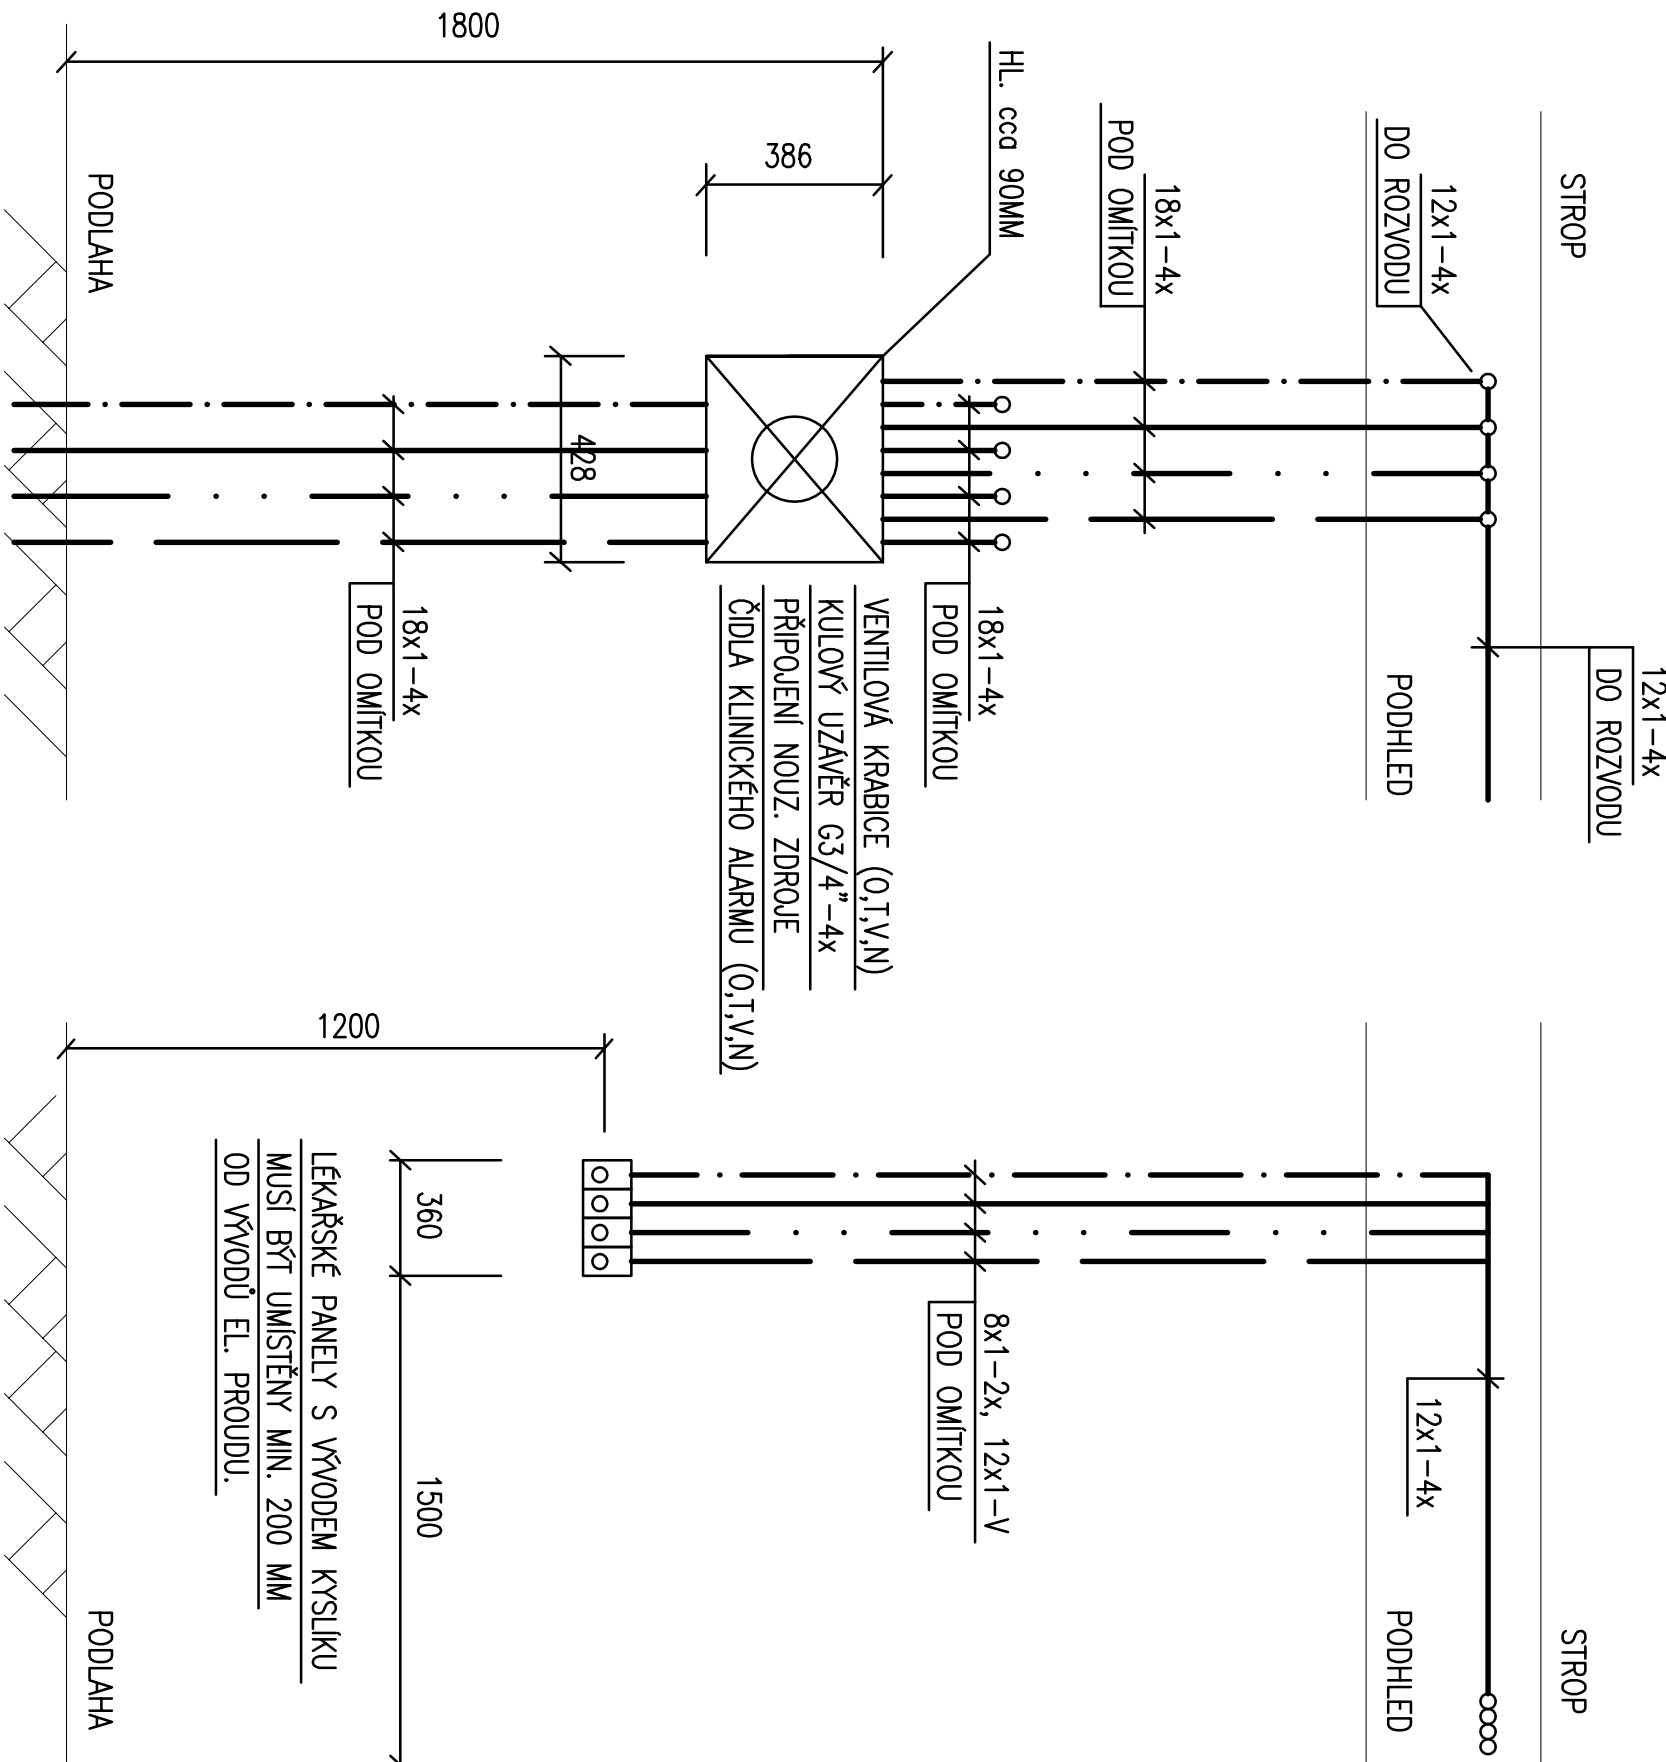 STROP
12x1-4x
DO ROZVODU
12x1-4x
DO ROZVODU
PODHLED
18x1-4x
POD OMÍTKOU
HL. cca 90MM
18x1-4x
POD OMÍTKOU
1800
386
428
VENTILOVÁ KRABICE (O,T,V,N)
KULOVÝ UZÁVĚR G3/4"-4x
PŘIPOJENÍ NOUZ. ZDROJE
ČIDLA KLINICKÉHO ALARMU (O,T,V,N)
18x1-4x
POD OMÍTKOU
PODLAHA
STROP
PODHLED
12x1-4x
8x1-2x, 12x1-V
POD OMÍTKOU
1200
360
1500
LÉKAŘSKÉ PANELY S VÝVODEM KYSLÍKU
MUSÍ BÝT UMÍSTĚNY MIN. 200 MM
OD VÝVODŮ EL. PROUDU.
PODLAHA